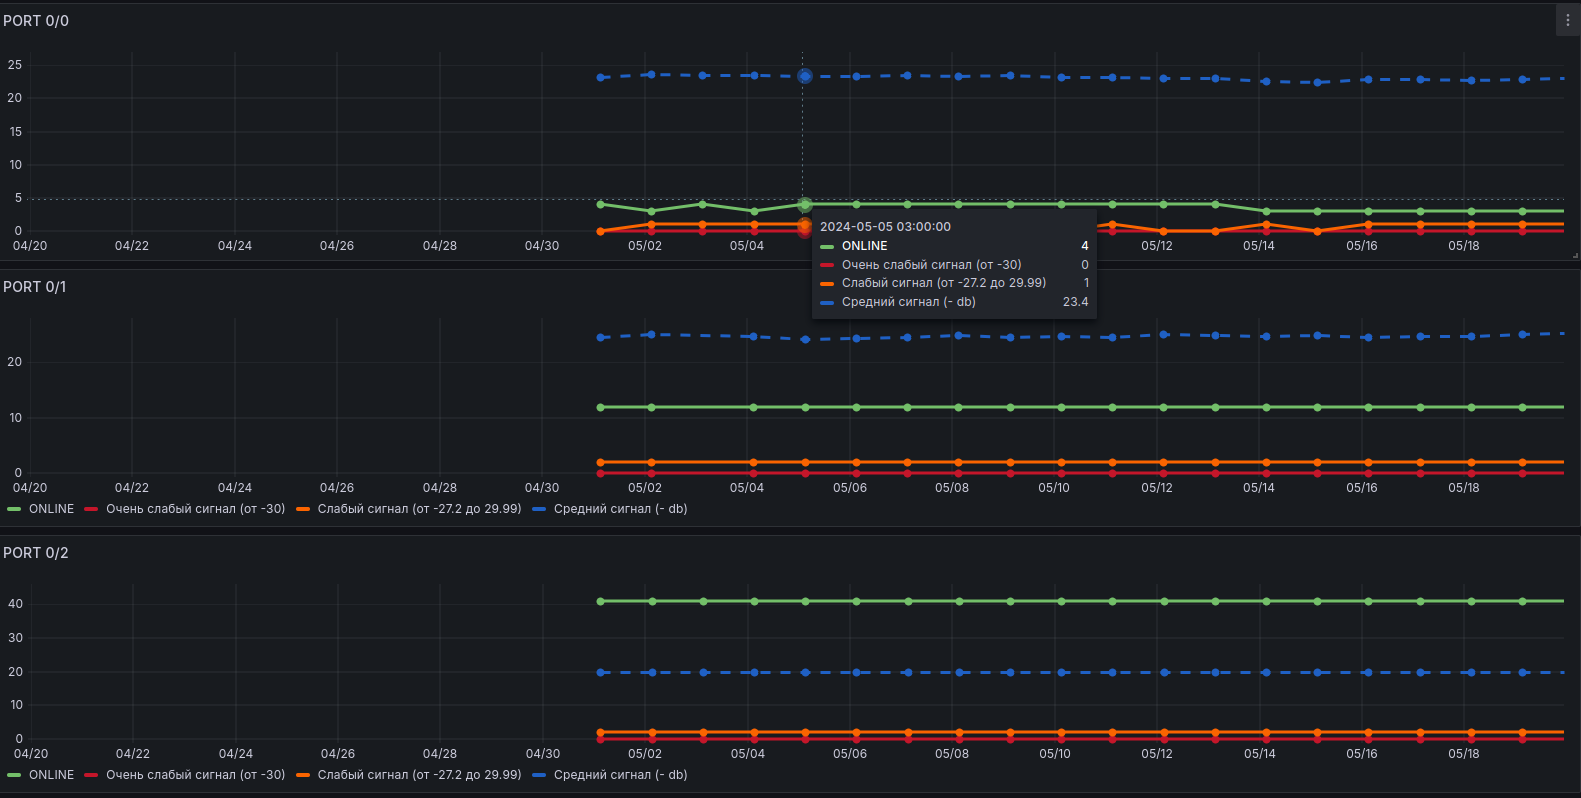 PORT 0/0
25
20
15
10
5
0
04/20 04/22 04/24 04/26 04/28 04/30 05/02 05/04 05/12 05/14 05/16 05/18
2024-05-05 03:00:00
ONLINE 4
Очень слабый сигнал (от -30) 0
Слабый сигнал (от -27.2 до 29.99) 1
Средний сигнал (- db) 23.4
PORT 0/1
20
10
0
04/20 04/22 04/24 04/26 04/28 04/30 05/02 05/04 05/06 05/08 05/10 05/12 05/14 05/16 05/18
ONLINE Очень слабый сигнал (от -30) Слабый сигнал (от -27.2 до 29.99) Средний сигнал (- db)
PORT 0/2
40
30
20
10
0
04/20 04/22 04/24 04/26 04/28 04/30 05/02 05/04 05/06 05/08 05/10 05/12 05/14 05/16 05/18
ONLINE Очень слабый сигнал (от -30) Слабый сигнал (от -27.2 до 29.99) Средний сигнал (- db)